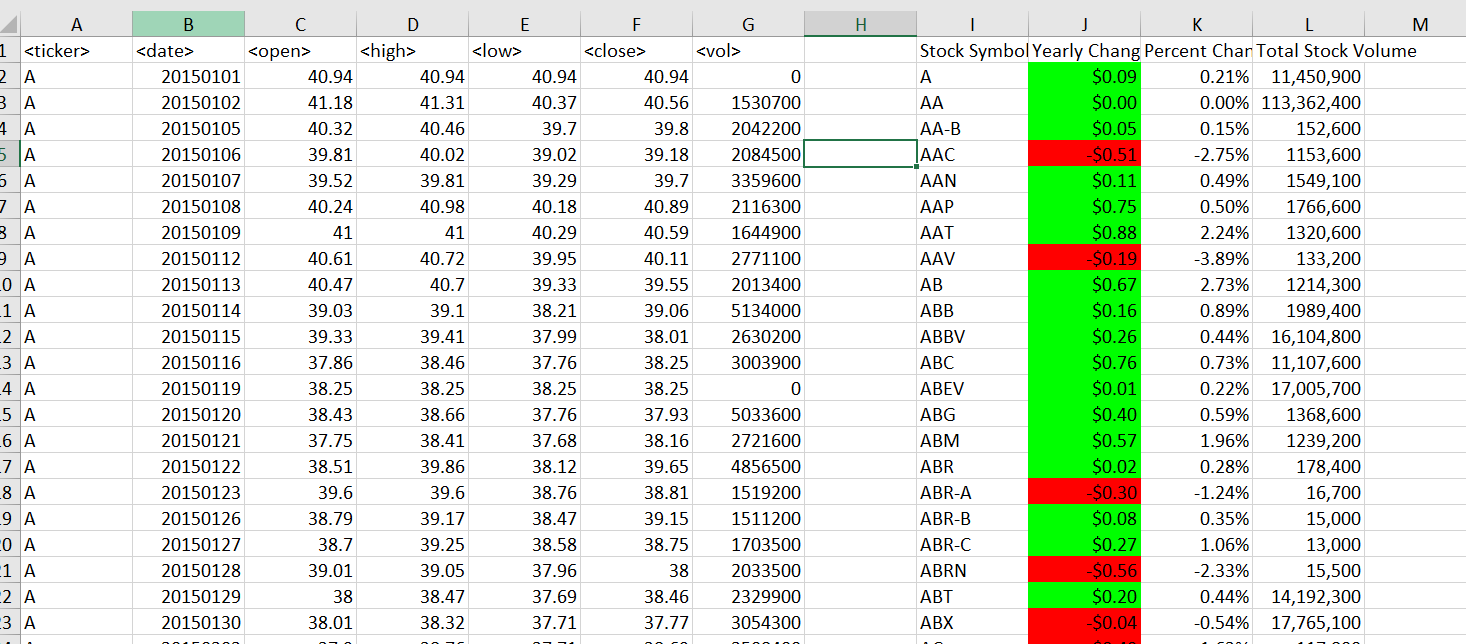 A B C D E F G H I J K L M
1 <ticker> <date> <open> <high> <low> <close> <vol> Stock Symbol Yearly Chang Percent Chan Total Stock Volume
2 A 20150101 40.94 40.94 40.94 40.94 0 A $0.09 0.21% 11,450,900
3 A 20150102 41.18 41.31 40.37 40.56 1530700 AA $0.00 0.00% 113,362,400
4 A 20150105 40.32 40.46 39.7 39.8 2042200 AA-B $0.05 0.15% 152,600
5 A 20150106 39.81 40.02 39.02 39.18 2084500 AAC -$0.51 -2.75% 1153,600
6 A 20150107 39.52 39.81 39.29 39.7 3359600 AAN $0.11 0.49% 1549,100
7 A 20150108 40.24 40.98 40.18 40.89 2116300 AAP $0.75 0.50% 1766,600
8 A 20150109 41 41 40.29 40.59 1644900 AAT $0.88 2.24% 1320,600
9 A 20150112 40.61 40.72 39.95 40.11 2771100 AAV -$0.19 -3.89% 133,200
0 A 20150113 40.47 40.7 39.33 39.55 2013400 AB $0.67 2.73% 1214,300
1 A 20150114 39.03 39.1 38.21 39.06 5134000 ABB $0.16 0.89% 1989,400
2 A 20150115 39.33 39.41 37.99 38.01 2630200 ABBV $0.26 0.44% 16,104,800
3 A 20150116 37.86 38.46 37.76 38.25 3003900 ABC $0.76 0.73% 11,107,600
4 A 20150119 38.25 38.25 38.25 38.25 0 ABEV $0.01 0.22% 17,005,700
5 A 20150120 38.43 38.66 37.76 37.93 5033600 ABG $0.40 0.59% 1368,600
6 A 20150121 37.75 38.41 37.68 38.16 2721600 ABM $0.57 1.96% 1239,200
7 A 20150122 38.51 39.86 38.12 39.65 4856500 ABR $0.02 0.28% 178,400
8 A 20150123 39.6 39.6 38.76 38.81 1519200 ABR-A -$0.30 -1.24% 16,700
9 A 20150126 38.79 39.17 38.47 39.15 1511200 ABR-B $0.08 0.35% 15,000
0 A 20150127 38.7 39.25 38.58 38.75 1703500 ABR-C $0.27 1.06% 13,000
1 A 20150128 39.01 39.05 37.96 38 2033500 ABRN -$0.56 -2.33% 15,500
2 A 20150129 38 38.47 37.69 38.46 2329900 ABT $0.20 0.44% 14,192,300
3 A 20150130 38.01 38.32 37.71 37.77 3054300 ABX -$0.04 -0.54% 17,765,100